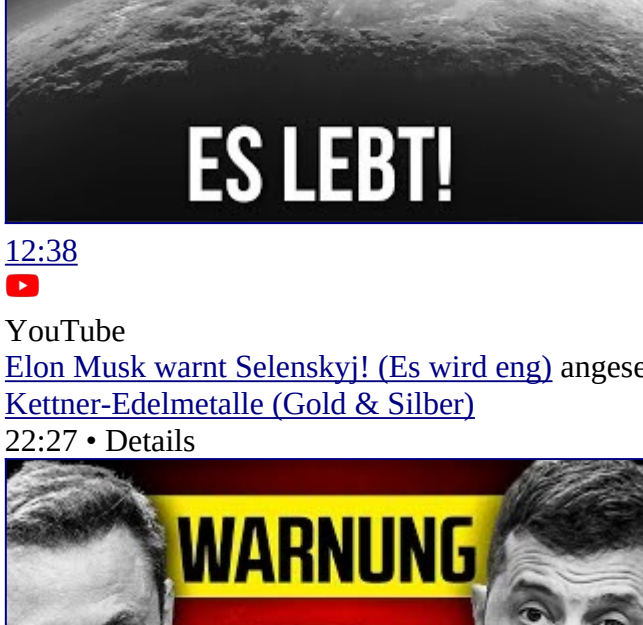 ES LEBT!
12:38
YouTube
Elon Musk warnt Selenskyj! (Es wird eng) angese
Kettner-Edelmetalle (Gold & Silber)
22:27 • Details
WARNUNG